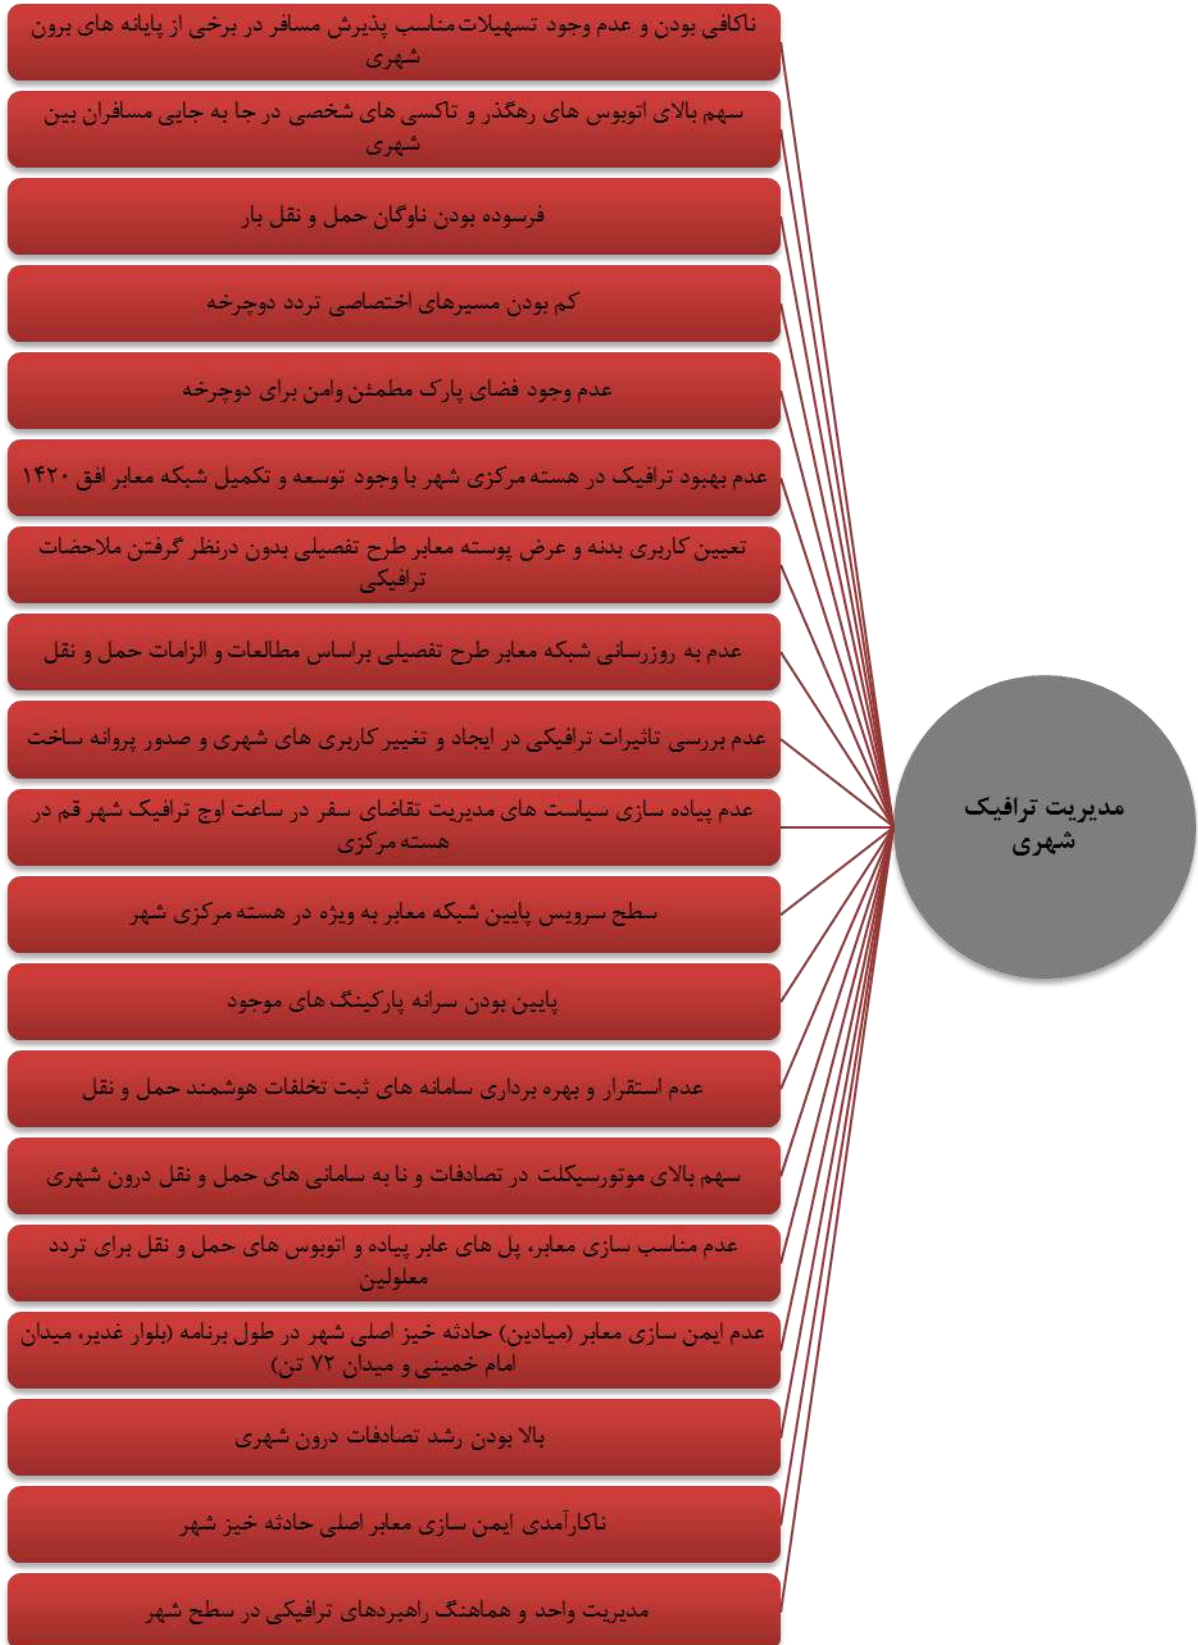 ناکافی بودن و عدم وجود تسهیلات مناسب پذیرش مسافر در برخی از پایانه های برون
شهری
سهم بالای اتوبوس های رهگذر و تاکسی های شخصی در جا به جایی مسافران بین
شهری
فرسوده بودن ناوگان حمل و نقل بار
کم بودن مسیرهای اختصاصی تردد دوچرخه
عدم وجود فضای پارک مطمئن وامن برای دوچرخه
عدم بهبود ترافیک در هسته مرکزی شهر با وجود توسعه و تکمیل شبکه معابر افق ۱۴۲۰
تعیین کاربری بدنه و عرض پوسته معابر طرح تفصیلی بدون درنظر گرفتن ملاحضات
ترافیکی
عدم به روزرسانی شبکه معابر طرح تفصیلی براساس مطالعات و الزامات حمل و نقل
عدم بررسی تاثیرات ترافیکی در ایجاد و تغییر کاربری های شهری و صدور پروانه ساخت
عدم پیاده سازی سیاست های مدیریت تقاضای سفر در ساعت اوج ترافیک شهر قم در
هسته مرکزی
سطح سرویس پایین شبکه معابر به ویژه در هسته مرکزی شهر
پایین بودن سرانه پارکینگ های موجود
عدم استقرار و بهره برداری سامانه های ثبت تخلفات هوشمند حمل و نقل
سهم بالای موتورسیکلت در تصادفات و نا به سامانی های حمل و نقل درون شهری
عدم مناسب سازی معابر، پل های عابر پیاده و اتوبوس های حمل و نقل برای تردد
معلولین
عدم ایمن سازی معابر (میادین) حادثه خیز اصلی شهر در طول برنامه (بلوار غدیر، میدان
امام خمینی و میدان ۷۲ تن)
بالا بودن رشد تصادفات درون شهری
ناکارآمدی ایمن سازی معابر اصلی حادثه خیز شهر
مدیریت واحد و هماهنگ راهبردهای ترافیکی در سطح شهر
مدیریت ترافیک
شهری